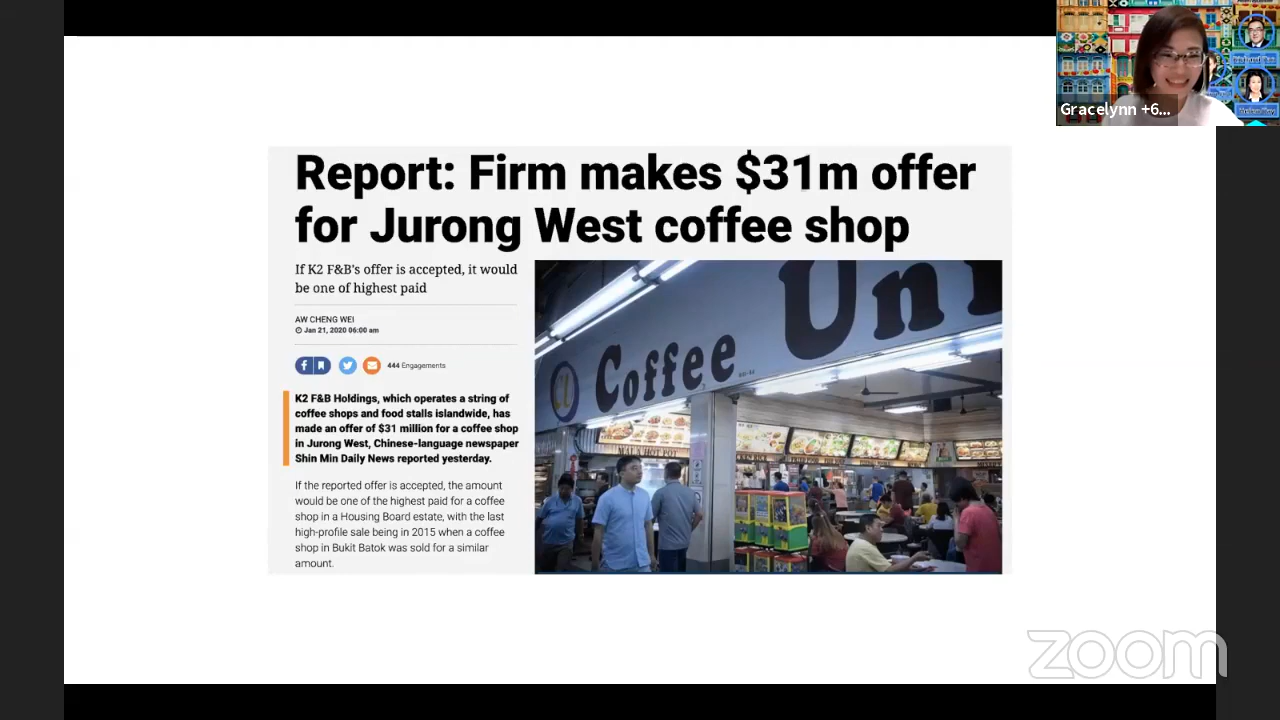 Gracelynn +6...
Report: Firm makes $31m offer
for Jurong West coffee shop
If K2 F&B's offer is accepted, it would
be one of highest paid
AW CHENG WEI
Jan 21, 2020 06:00 am
444 Engagements
K2 F&B Holdings, which operates a string of
coffee shops and food stalls islandwide, has
made an offer of $31 million for a coffee shop
in Jurong West, Chinese-language newspaper
Shin Min Daily News reported yesterday.
If the reported offer is accepted, the amount
would be one of the highest paid for a coffee
shop in a Housing Board estate, with the last
high-profile sale being in 2015 when a coffee
shop in Bukit Batok was sold for a similar
amount.
Coffee Uni
MALA HOT POT
zoom